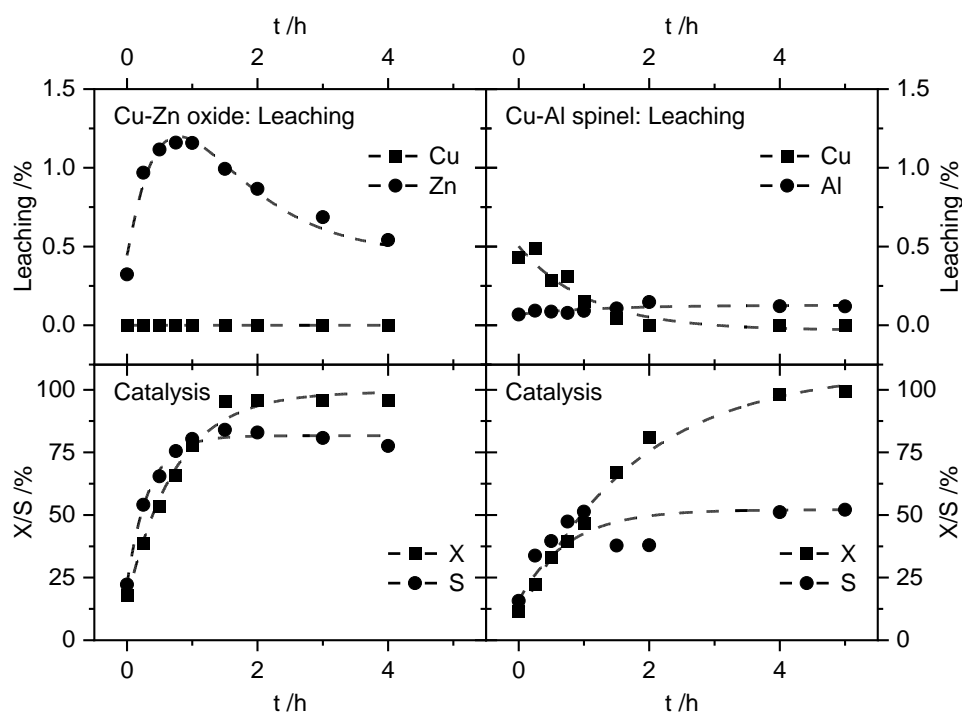 t /h
t /h
0 2 4
0 2 4
1.5
1.0
0.5
0.0
Leaching /%
Cu-Zn oxide: Leaching
Cu
Zn
Cu-Al spinel: Leaching
Cu
Al
1.5
1.0
0.5
0.0
Leaching /%
100
75
50
25
0
X/S /%
Catalysis
X
S
Catalysis
X
S
100
75
50
25
0
X/S /%
0 2 4
0 2 4
t /h
t /h